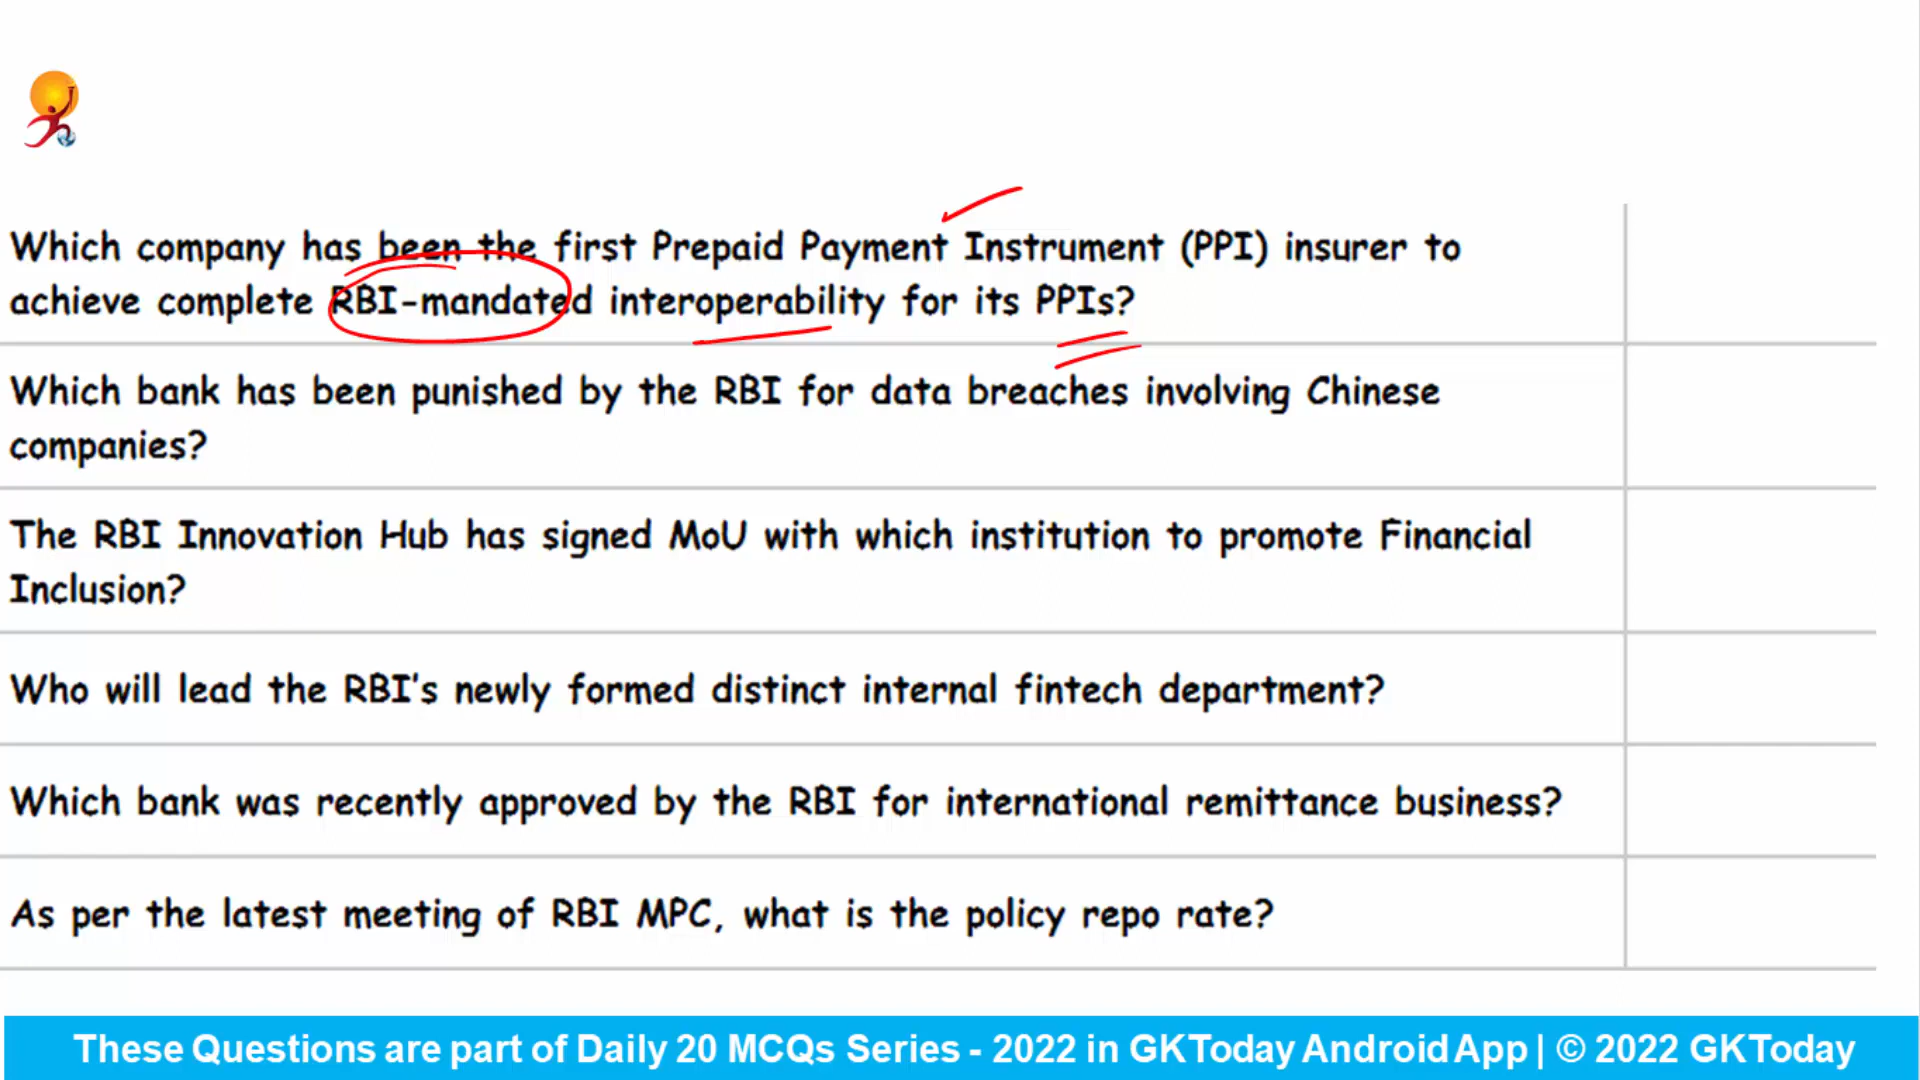 Which company has been the first Prepaid Payment Instrument (PPI) insurer to
achieve complete RBI-mandated interoperability for its PPIs?
Which bank has been punished by the RBI for data breaches involving Chinese
companies?
The RBI Innovation Hub has signed MoU with which institution to promote Financial
Inclusion?
Who will lead the RBI's newly formed distinct internal fintech department?
Which bank was recently approved by the RBI for international remittance business?
As per the latest meeting of RBI MPC, what is the policy repo rate?
These Questions are part of Daily 20 MCQs Series - 2022 in GKToday Android App | © 2022 GKToday